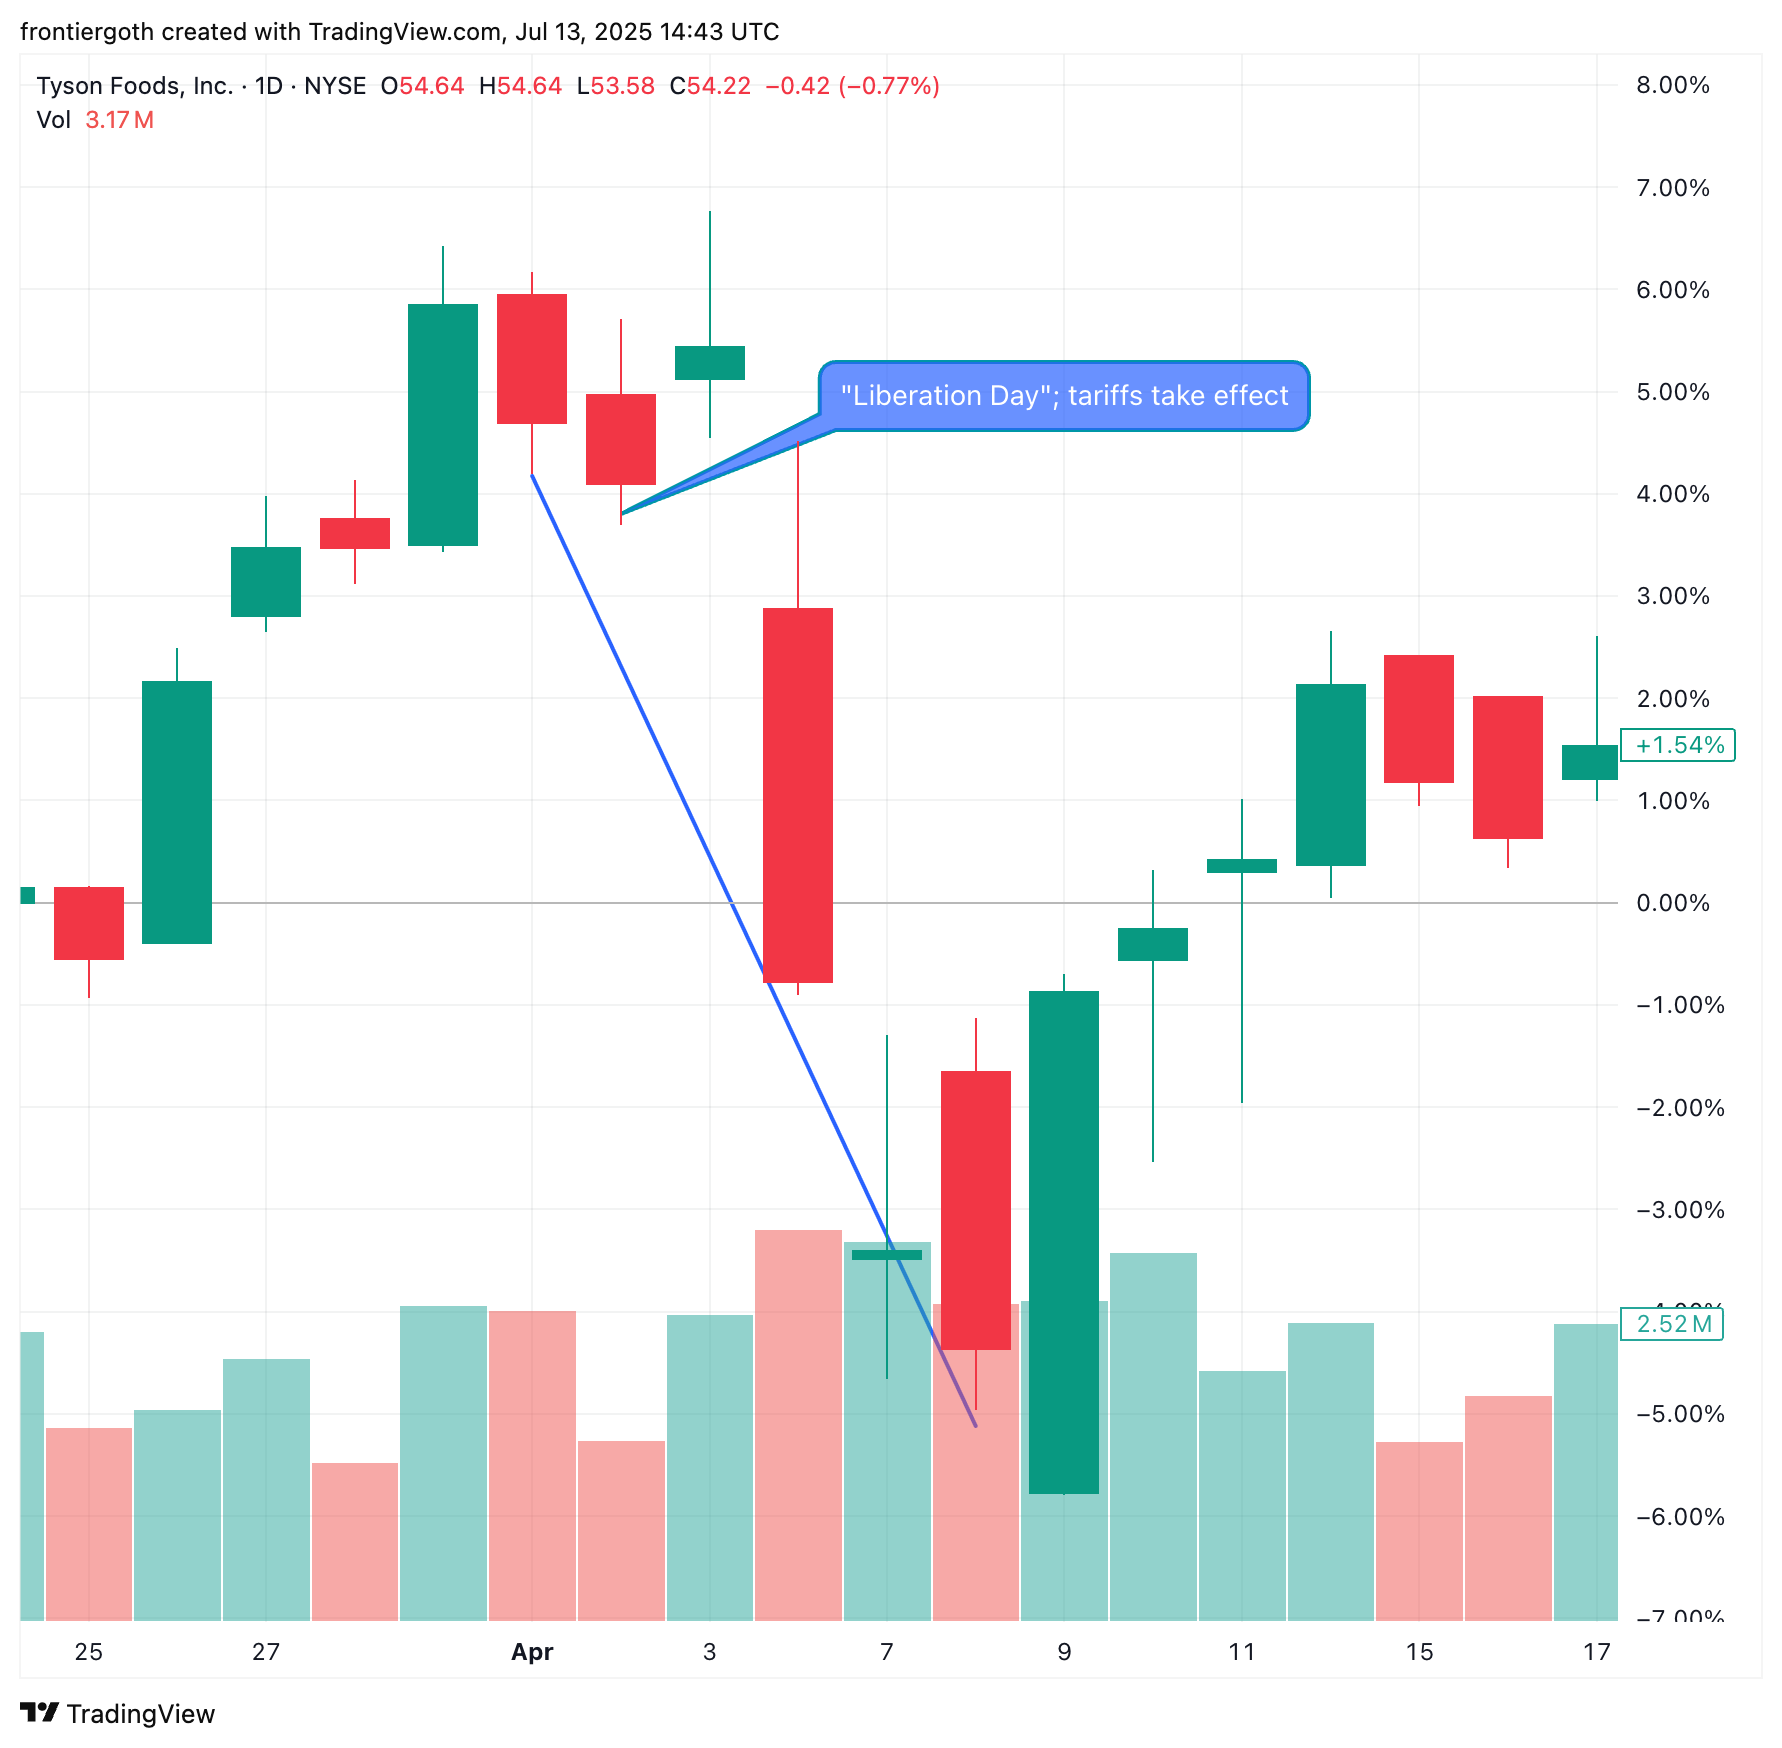 frontiergoth created with TradingView.com, Jul 13, 2025 14:43 UTC
Tyson Foods, Inc. · 1D · NYSE O54.64 H54.64 L53.58 C54.22 −0.42 (−0.77%)
Vol 3.17 M
8.00%
7.00%
6.00%
"Liberation Day"; tariffs take effect
5.00%
4.00%
3.00%
2.00%
+1.54%
1.00%
0.00%
−1.00%
−2.00%
−3.00%
2.52 M
−5.00%
−6.00%
−7.00%
25 27 Apr 3 7 9 11 15 17
TradingView